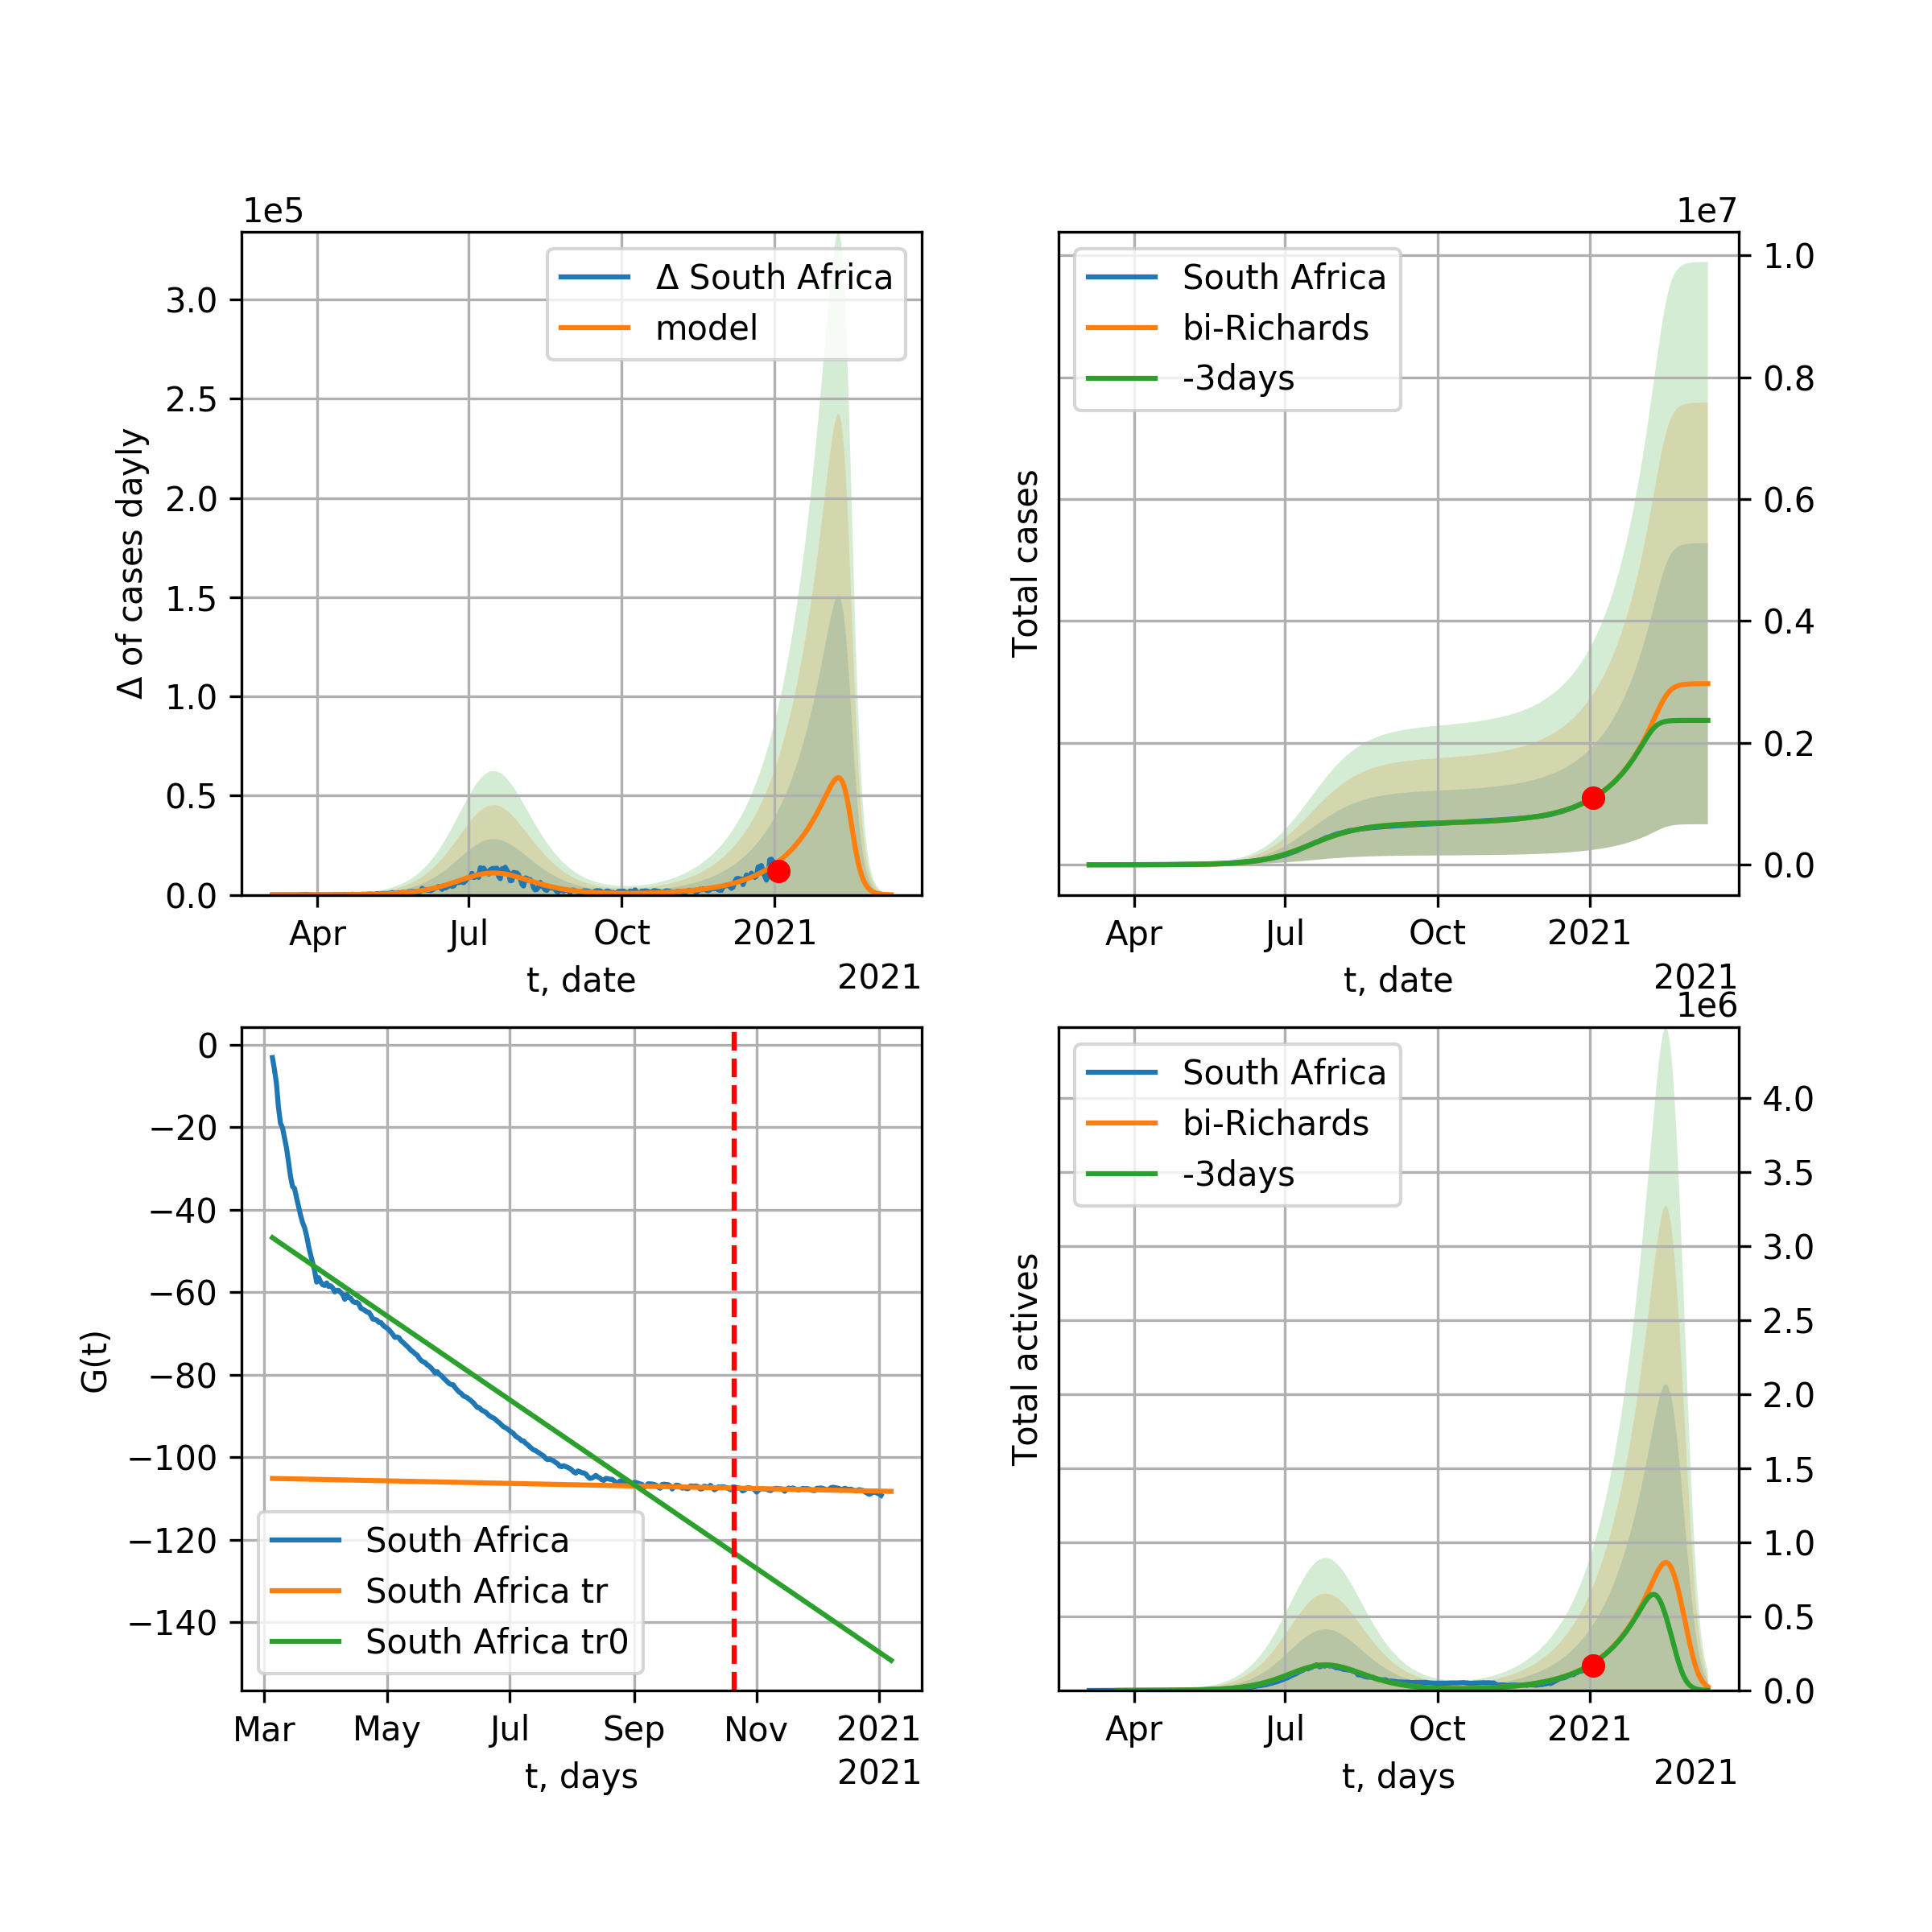 1e5
Δ South Africa
model
3.0
2.5
2.0
1.5
1.0
0.5
0.0
Δ of cases dayly
Apr Jul Oct 2021
t, date
2021
1e7
South Africa
bi-Richards
-3days
1.0
0.8
0.6
0.4
0.2
0.0
Total cases
Apr Jul Oct 2021
t, date
2021
0
−20
−40
−60
−80
−100
−120
−140
G(t)
South Africa
South Africa tr
South Africa tr0
Mar May Jul Sep Nov 2021
t, days
2021
1e6
South Africa
bi-Richards
-3days
4.0
3.5
3.0
2.5
2.0
1.5
1.0
0.5
0.0
Total actives
Apr Jul Oct 2021
t, days
2021